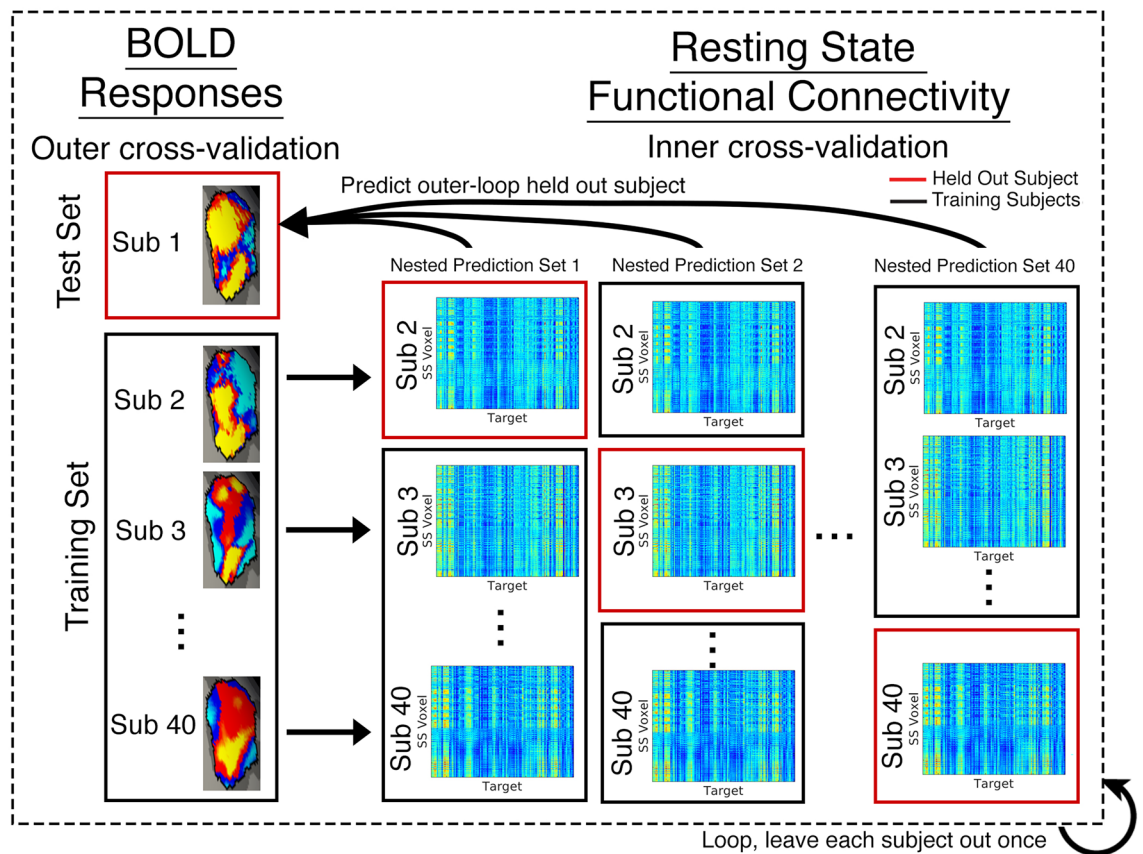 BOLD
Responses
Resting State
Functional Connectivity
Outer cross-validation
Inner cross-validation
Held Out Subject
Training Subjects
Predict outer-loop held out subject
Test Set
Sub 1
Nested Prediction Set 1
Nested Prediction Set 2
Nested Prediction Set 40
Training Set
Sub 2
Sub 2
SS Voxel
Target
Sub 2
SS Voxel
Target
Sub 2
SS Voxel
Target
Sub 3
Sub 3
SS Voxel
Target
Sub 3
SS Voxel
Target
...
Sub 3
SS Voxel
Target
Sub 40
Sub 40
SS Voxel
Target
Sub 40
SS Voxel
Target
Sub 40
SS Voxel
Target
Loop, leave each subject out once